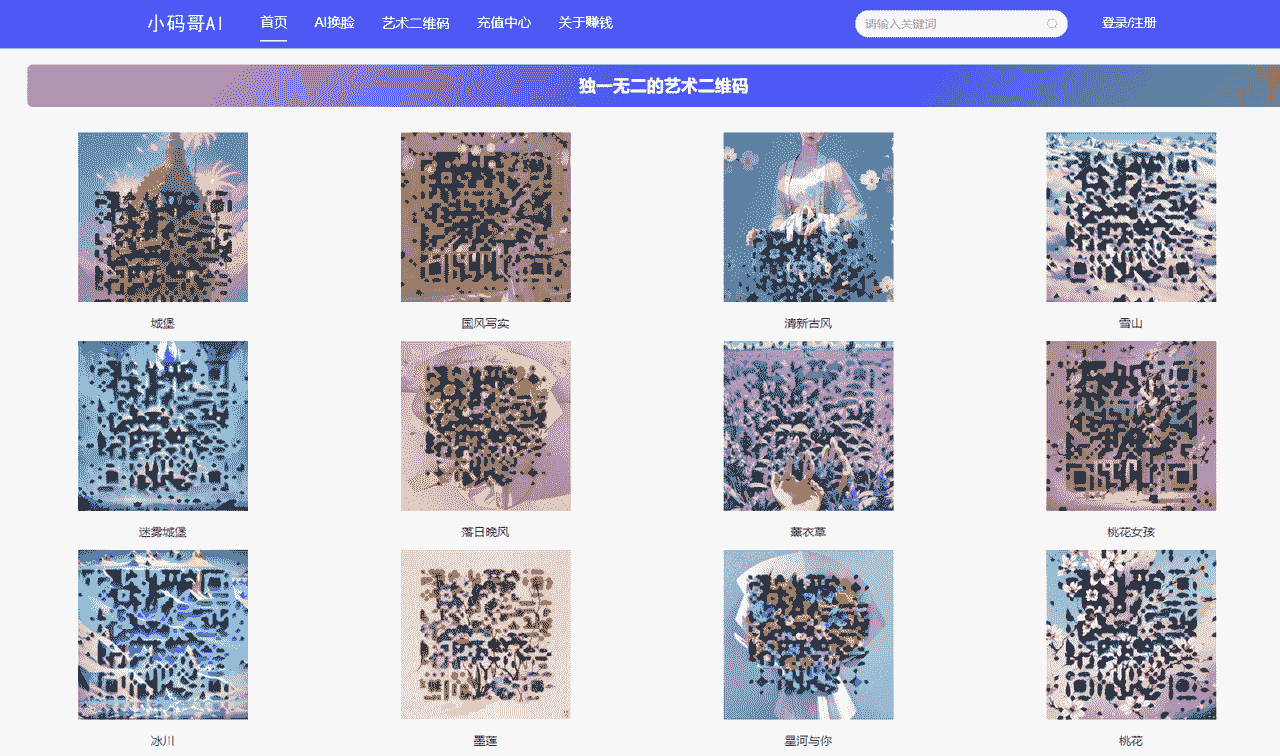 小码哥AI 首页 AI换脸 艺术二维码 充值中心 关于赚钱 请输入关键词 登录/注册
独一无二的艺术二维码
城堡 国风写实 清新古风 雪山
迷雾城堡 落日晚风 薰衣草 桃花女孩
冰川 墨莲 星河与你 桃花